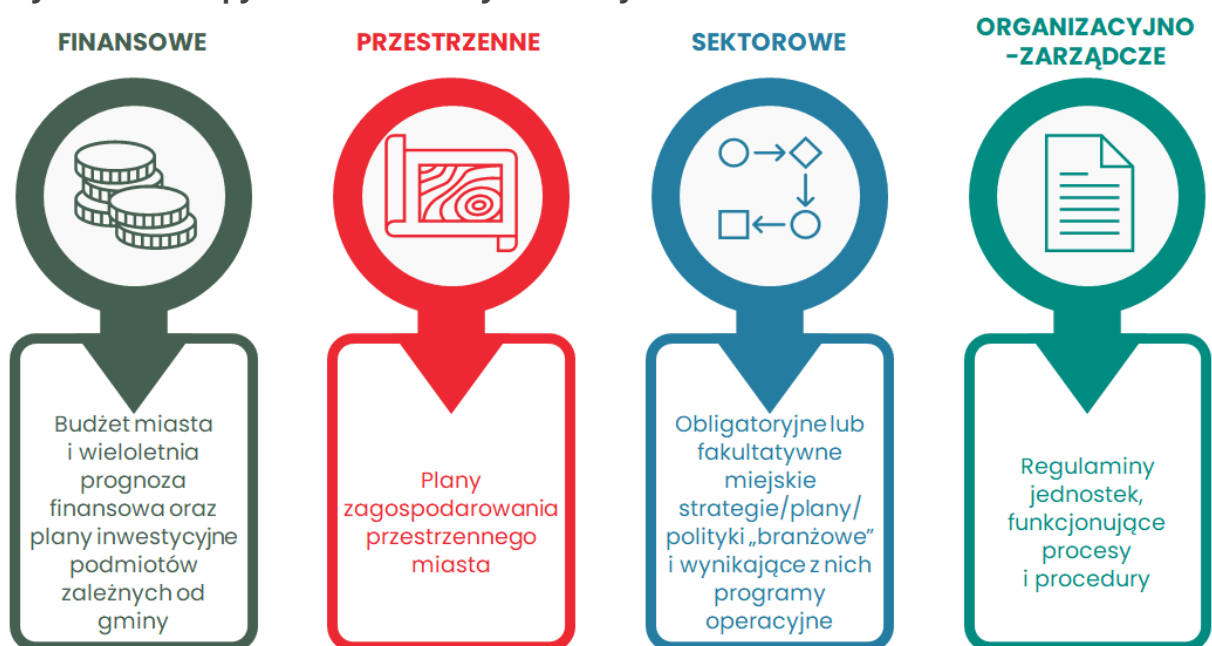 FINANSOWE
Budżet miasta
i wieloletnia
prognoza
finansowa oraz
plany inwestycyjne
podmiotów
zależnych od
gminy
PRZESTRZENNE
Plany
zagospodarowania
przestrzennego
miasta
SEKTOROWE
Obligatoryjne lub
fakultatywne
miejskie
strategie/plany/
polityki „branżowe”
i wynikające z nich
programy
operacyjne
ORGANIZACYJNO
-ZARZĄDCZE
Regulaminy
jednostek,
funkcjonujące
procesy
i procedury